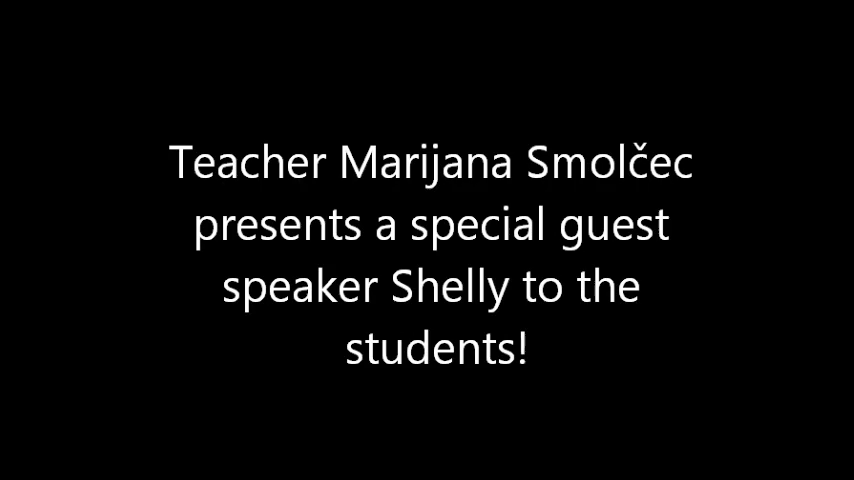 Teacher Marijana Smolčec
presents a special guest
speaker Shelly to the
students!